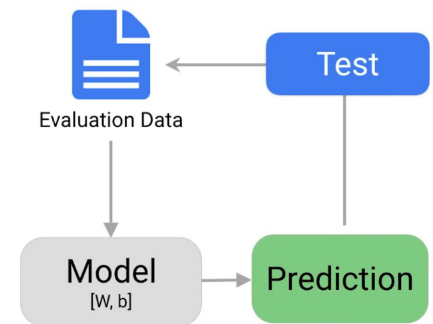 Test
Evaluation Data
Model
[W, b]
Prediction